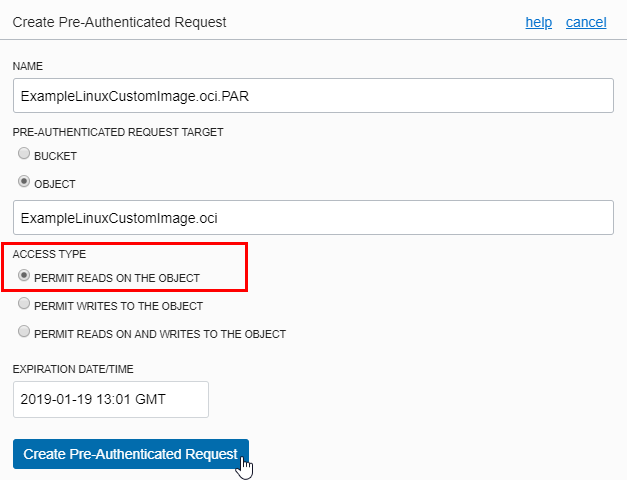 Create Pre-Authenticated Request help cancel
NAME
ExampleLinuxCustomImage.oci.PAR
PRE-AUTHENTICATED REQUEST TARGET
BUCKET
OBJECT
ExampleLinuxCustomImage.oci
ACCESS TYPE
PERMIT READS ON THE OBJECT
PERMIT WRITES TO THE OBJECT
PERMIT READS ON AND WRITES TO THE OBJECT
EXPIRATION DATE/TIME
2019-01-19 13:01 GMT
Create Pre-Authenticated Request